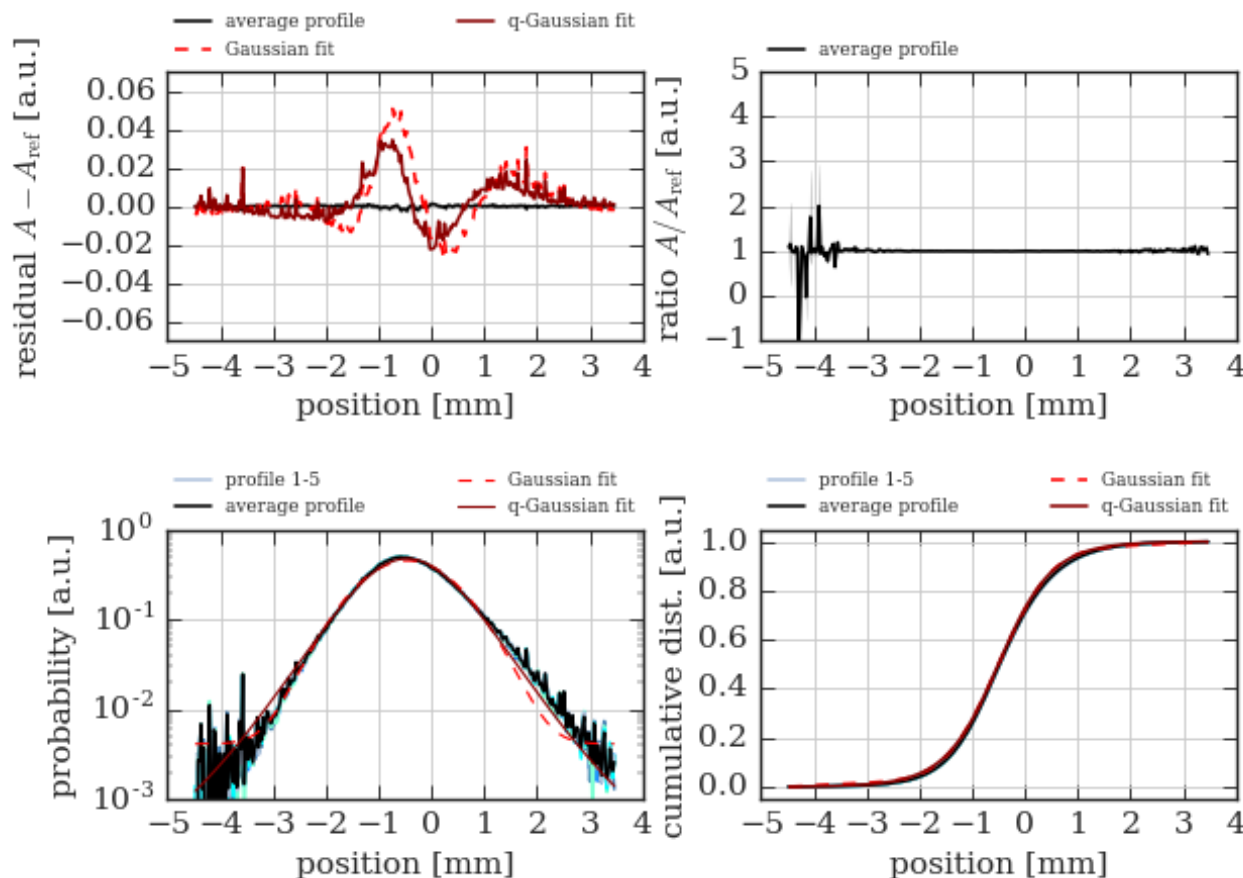 average profile q-Gaussian fit
Gaussian fit
residual A − A_ref [a.u.]
0.06
0.04
0.02
0.00
−0.02
−0.04
−0.06
−5 −4 −3 −2 −1 0 1 2 3 4
position [mm]
average profile
ratio A/A_ref [a.u.]
5
4
3
2
1
0
−1
−5 −4 −3 −2 −1 0 1 2 3 4
position [mm]
profile 1-5 Gaussian fit
average profile q-Gaussian fit
probability [a.u.]
10^0
10^-1
10^-2
10^-3
−5 −4 −3 −2 −1 0 1 2 3 4
position [mm]
profile 1-5 Gaussian fit
average profile q-Gaussian fit
cumulative dist. [a.u.]
1.0
0.8
0.6
0.4
0.2
0.0
−5 −4 −3 −2 −1 0 1 2 3 4
position [mm]